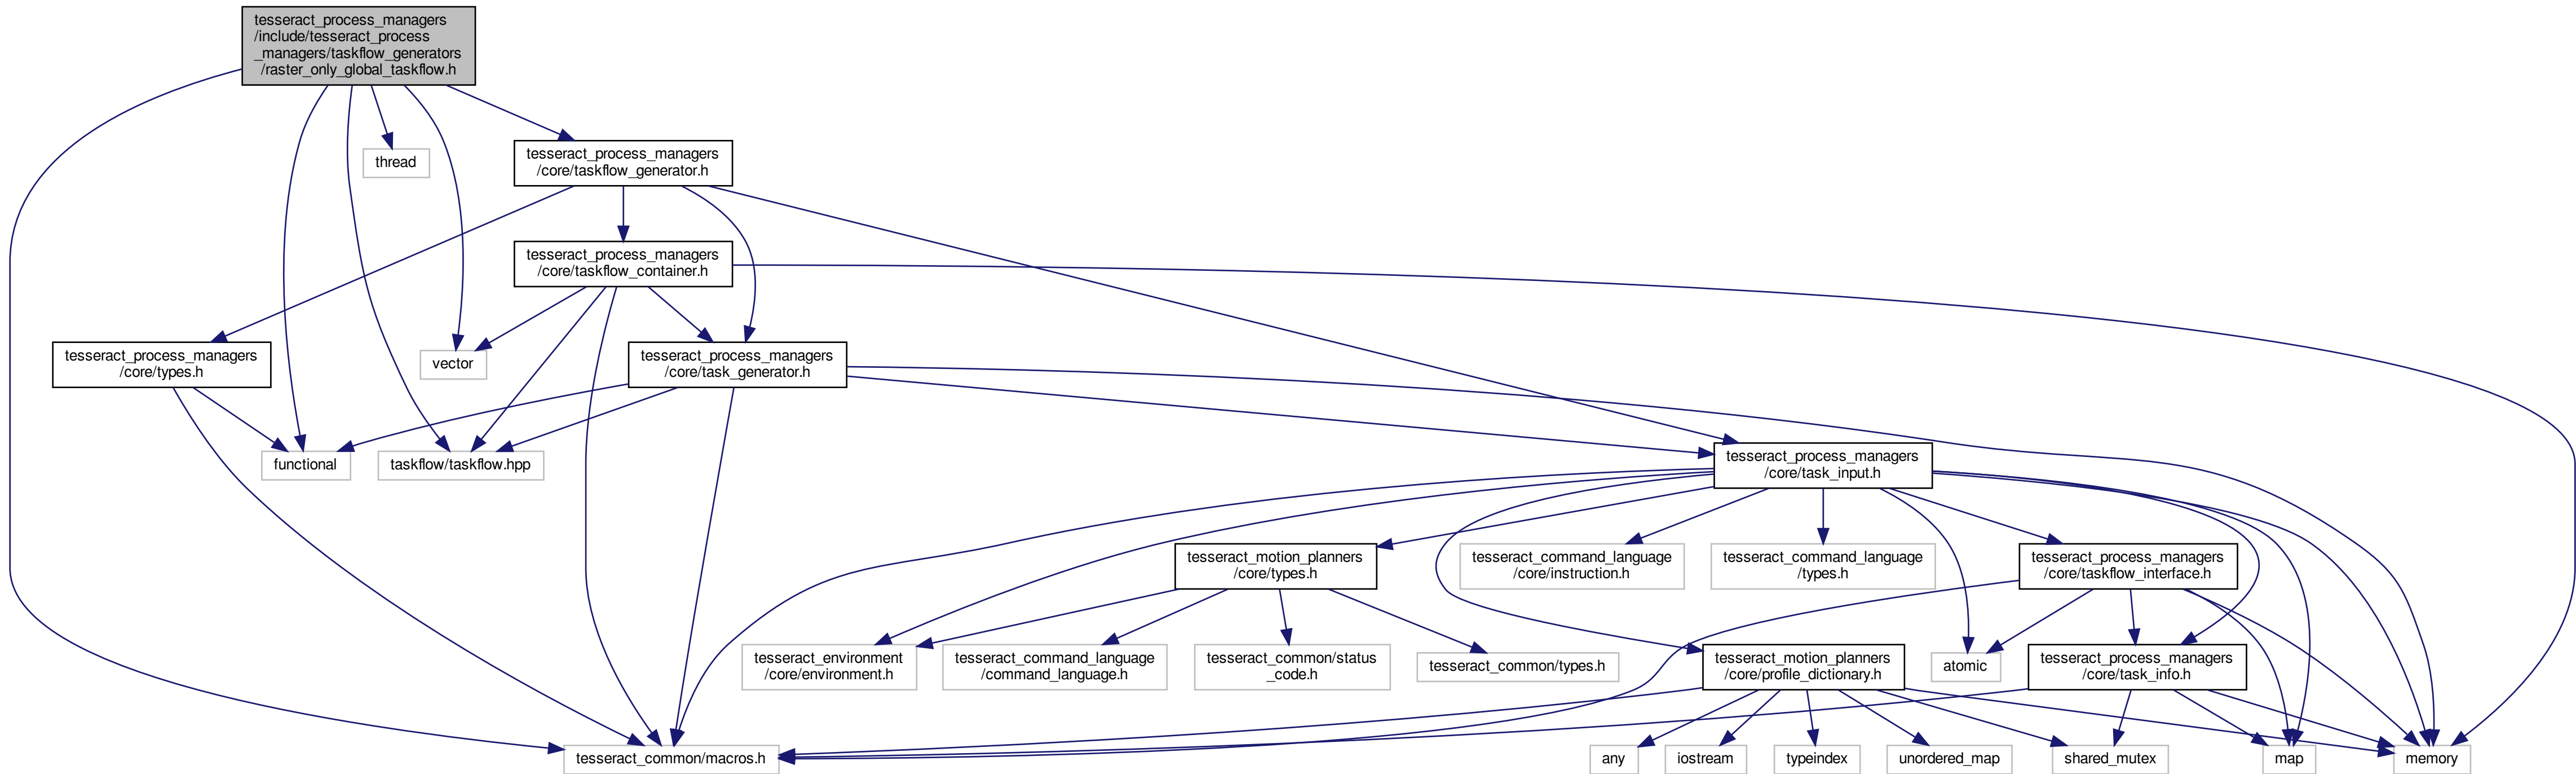 tesseract_process_managers
/include/tesseract_process
_managers/taskflow_generators
/raster_only_global_taskflow.h
thread
tesseract_process_managers
/core/taskflow_generator.h
tesseract_process_managers
/core/taskflow_container.h
tesseract_process_managers
/core/types.h
vector
tesseract_process_managers
/core/task_generator.h
functional
taskflow/taskflow.hpp
tesseract_process_managers
/core/task_input.h
tesseract_motion_planners
/core/types.h
tesseract_command_language
/core/instruction.h
tesseract_command_language
/types.h
tesseract_process_managers
/core/taskflow_interface.h
tesseract_environment
/core/environment.h
tesseract_command_language
/command_language.h
tesseract_common/status
_code.h
tesseract_common/types.h
tesseract_motion_planners
/core/profile_dictionary.h
atomic
tesseract_process_managers
/core/task_info.h
tesseract_common/macros.h
any
iostream
typeindex
unordered_map
shared_mutex
map
memory